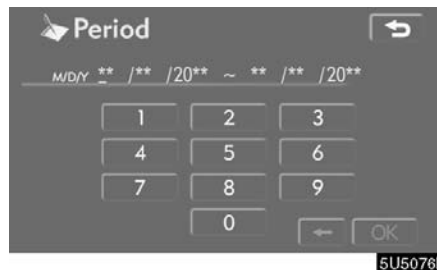 Period
M/D/Y ** /** /20** ~ ** /** /20**
1 2 3
4 5 6
7 8 9
0 OK
5U5076